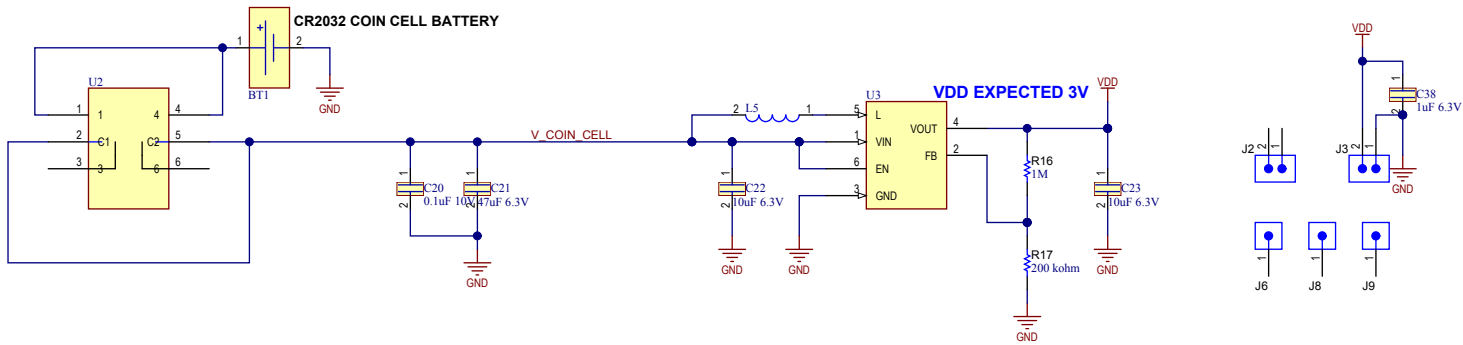 CR2032 COIN CELL BATTERY
1
2
BT1
GND
U2
1
1
4
4
2
C1
C2
5
3
3
6
6
V_COIN_CELL
1
2
C20
0.1uF 10V
1
2
C21
47uF 6.3V
GND
2
L5
1
1
2
C22
10uF 6.3V
GND
GND
VDD EXPECTED 3V
U3
5
L
1
VIN
6
EN
3
GND
VOUT
4
FB
2
R16
1M
R17
200 kohm
GND
VDD
1
2
C23
10uF 6.3V
GND
VDD
1
2
C38
1uF 6.3V
GND
J2
2
1
J3
2
1
1
J6
1
J8
1
J9